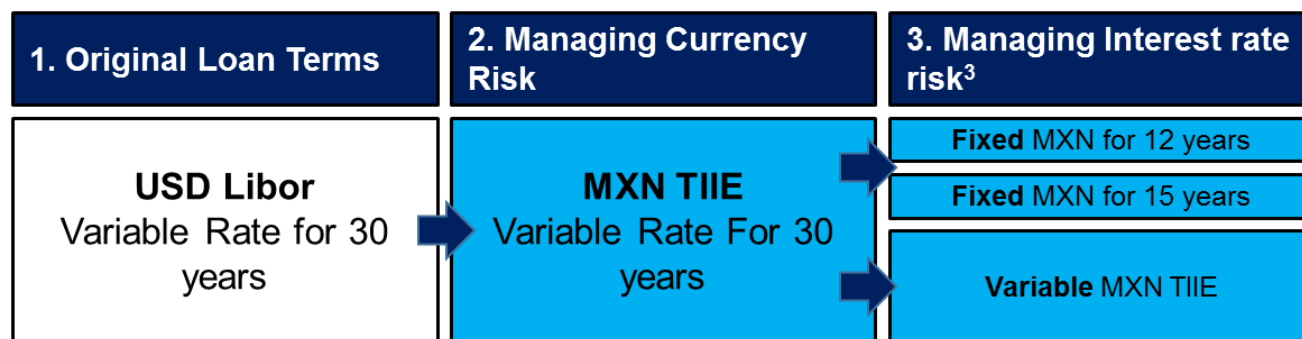 1. Original Loan Terms
2. Managing Currency
Risk
3. Managing Interest rate
risk³
USD Libor
Variable Rate for 30
years
MXN TIIE
Variable Rate For 30
years
Fixed MXN for 12 years
Fixed MXN for 15 years
Variable MXN TIIE